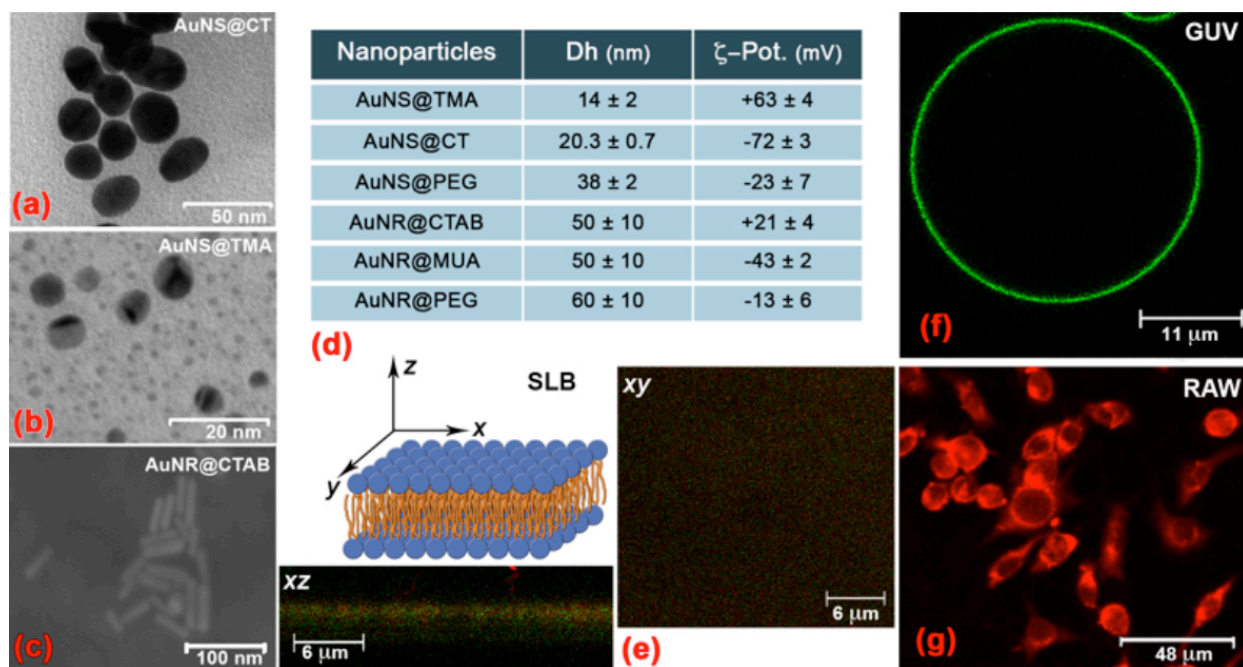 AuNS@CT
50 nm
(a)
AuNS@TMA
20 nm
(b)
AuNR@CTAB
100 nm
(c)
Nanoparticles Dh (nm) ζ–Pot. (mV)
AuNS@TMA 14 ± 2 +63 ± 4
AuNS@CT 20.3 ± 0.7 -72 ± 3
AuNS@PEG 38 ± 2 -23 ± 7
AuNR@CTAB 50 ± 10 +21 ± 4
AuNR@MUA 50 ± 10 -43 ± 2
AuNR@PEG 60 ± 10 -13 ± 6
(d)
z
SLB
x
y
xz
6 μm
xy
6 μm
(e)
GUV
(f)
11 μm
RAW
(g)
48 μm